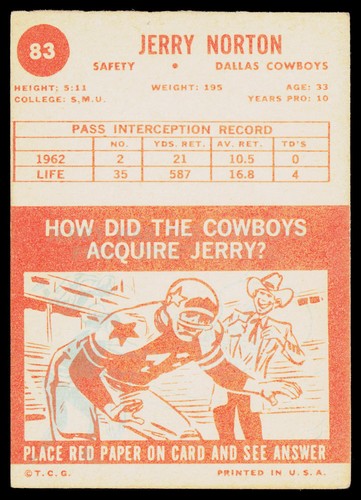 83
JERRY NORTON
SAFETY • DALLAS COWBOYS
HEIGHT: 5:11 WEIGHT: 195 AGE: 33
COLLEGE: S.M.U. YEARS PRO: 10
PASS INTERCEPTION RECORD
NO. YDS. RET. AV. RET. TD'S
1962 2 21 10.5 0
LIFE 35 587 16.8 4
HOW DID THE COWBOYS
ACQUIRE JERRY?
PLACE RED PAPER ON CARD AND SEE ANSWER
© T.C.G. PRINTED IN U.S.A.